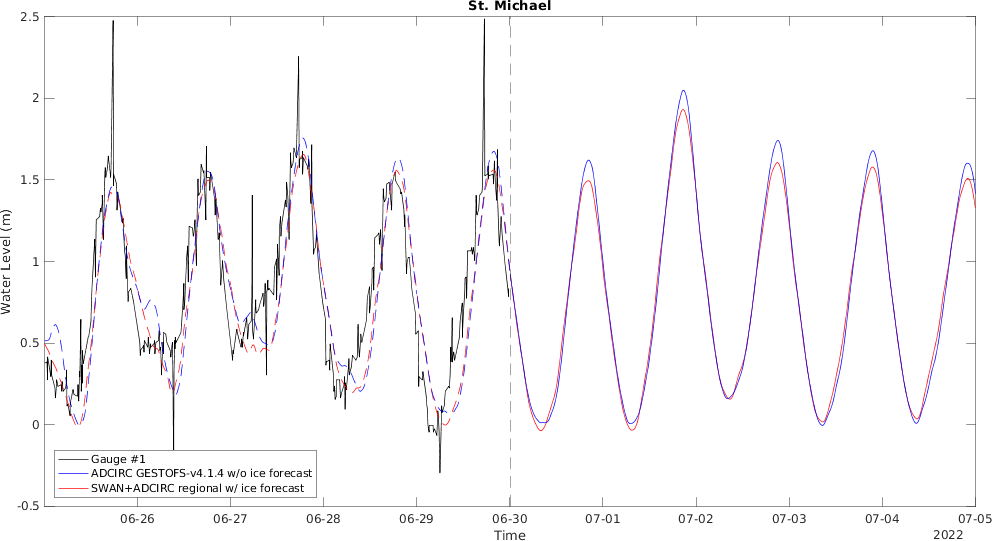 St. Michael
2.5
2
1.5
1
0.5
0
-0.5
Water Level (m)
Gauge #1
ADCIRC GESTOFS-v4.1.4 w/o ice forecast
SWAN+ADCIRC regional w/ ice forecast
06-26 06-27 06-28 06-29 06-30 07-01 07-02 07-03 07-04 07-05
Time
2022